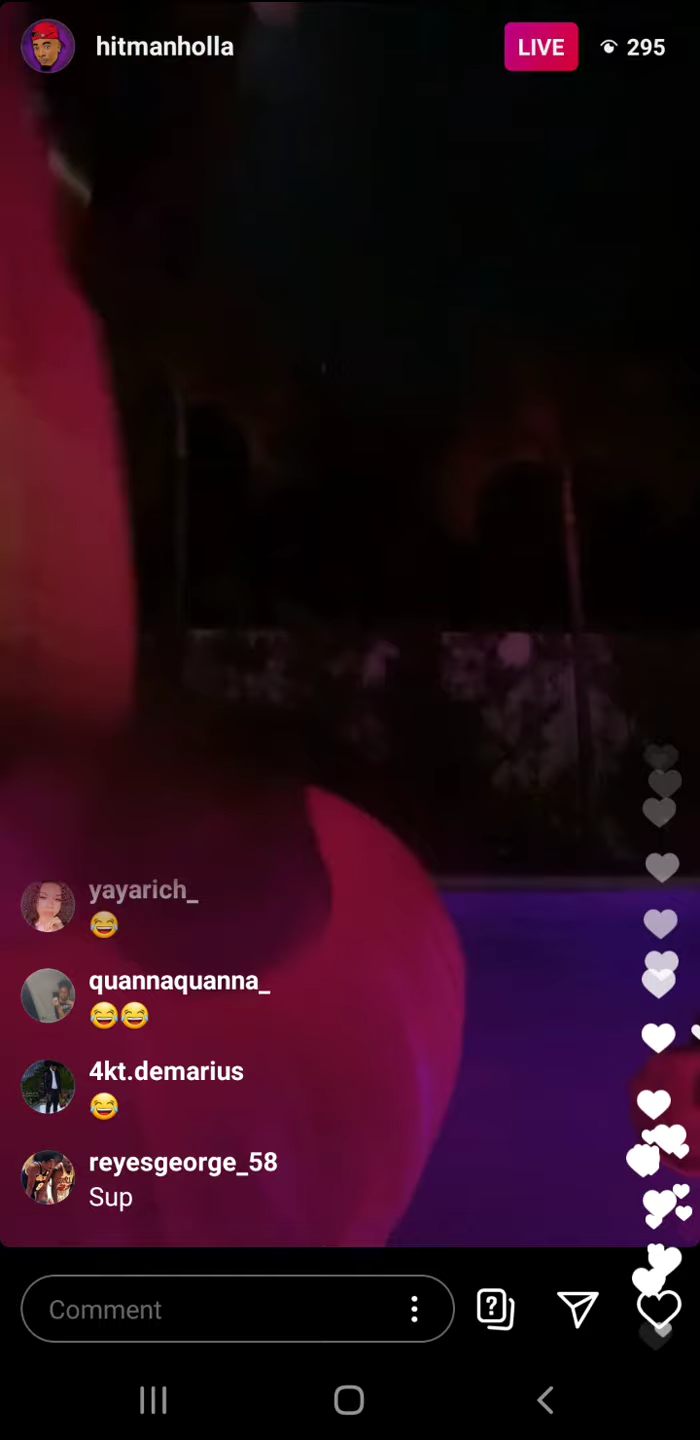 hitmanholla
LIVE
295
yayarich_
😂
quannaquanna_
😂😂
4kt.demarius
😂
reyesgeorge_58
Sup
Comment
?